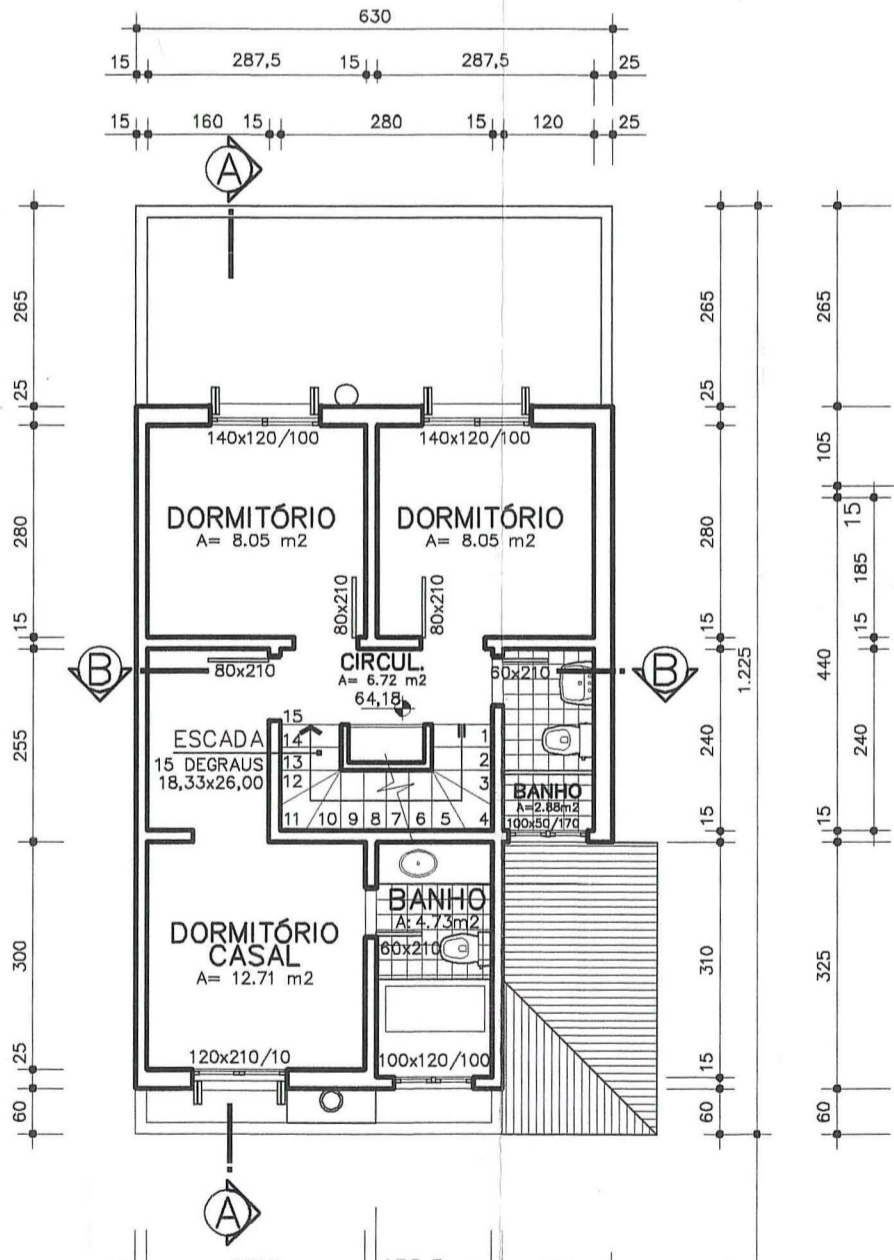 630
15 287,5 15 287,5 25
15 160 15 280 15 120 25
A
265 265 265
25 25
140x120/100 140x120/100
105
DORMITÓRIO DORMITÓRIO
A= 8.05 m2 A= 8.05 m2
280 280
15
185
80x210 80x210
15 15 15
CIRCUL.
A= 6.72 m2
B B
80x210 60x210
64,18
440
1.225
ESCADA
15 DEGRAUS
18,33x26,00
15
14
13
12
11 10 9 8 7 6 5 4
3
2
1
255 240 240
BANHO
A=2.88m2
100x50/170
15 15
BANHO
A: 4.73m2
60x210
DORMITÓRIO
CASAL
A= 12.71 m2
300 310 325
120x210/10 100x120/100
25 15
60 60 60
A